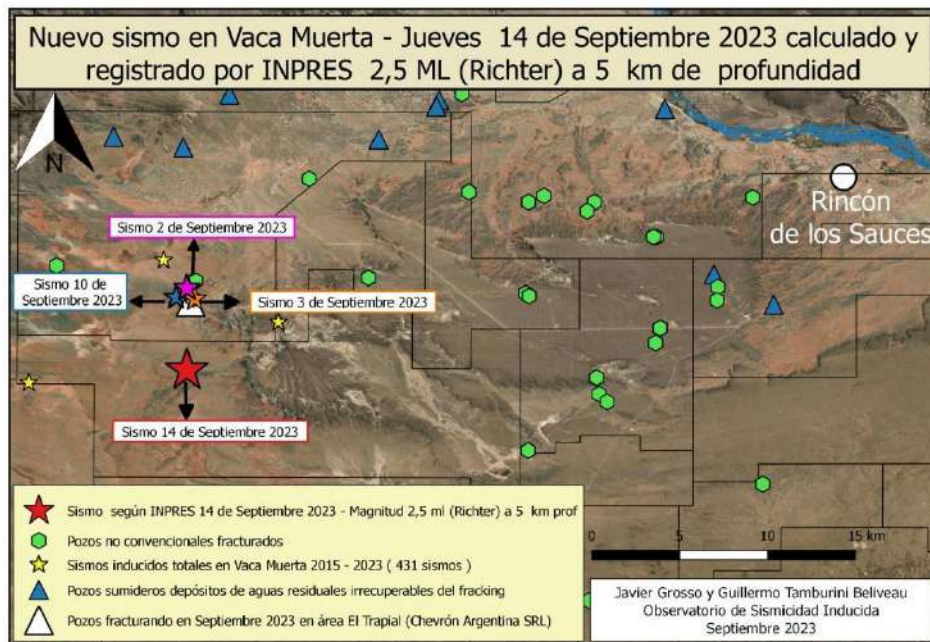 Nuevo sismo en Vaca Muerta - Jueves 14 de Septiembre 2023 calculado y
registrado por INPRES 2,5 ML (Richter) a 5 km de profundidad
N
Rincón
de los Sauces
Sismo 2 de Septiembre 2023
Sismo 10 de
Septiembre 2023
Sismo 3 de Septiembre 2023
Sismo 14 de Septiembre 2023
Sismo según INPRES 14 de Septiembre 2023 - Magnitud 2,5 ml (Richter) a 5 km prof
Pozos no convencionales fracturados
Sismos inducidos totales en Vaca Muerta 2015 - 2023 ( 431 sismos )
Pozos sumideros depósitos de aguas residuales irrecuperables del fracking
Pozos fracturando en Septiembre 2023 en área El Trapial (Chevrón Argentina SRL)
0 5 10 15 km
Javier Grosso y Guillermo Tamburini Beliveau
Observatorio de Sismicidad Inducida
Septiembre 2023